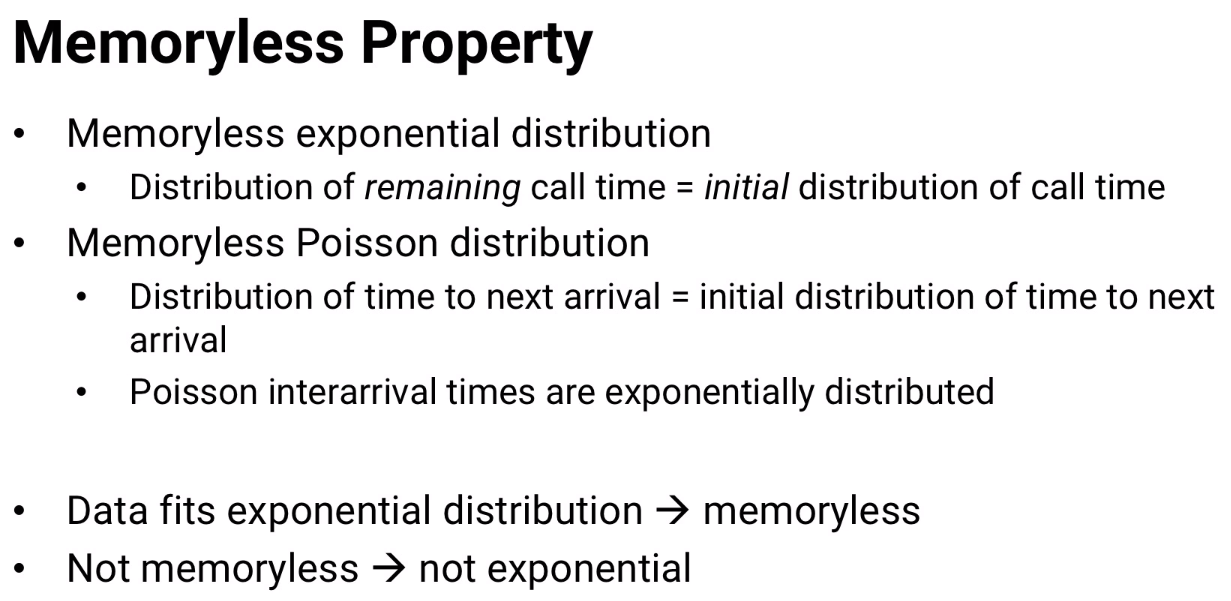 Memoryless Property
• Memoryless exponential distribution
• Distribution of remaining call time = initial distribution of call time
• Memoryless Poisson distribution
• Distribution of time to next arrival = initial distribution of time to next
arrival
• Poisson interarrival times are exponentially distributed
• Data fits exponential distribution → memoryless
• Not memoryless → not exponential